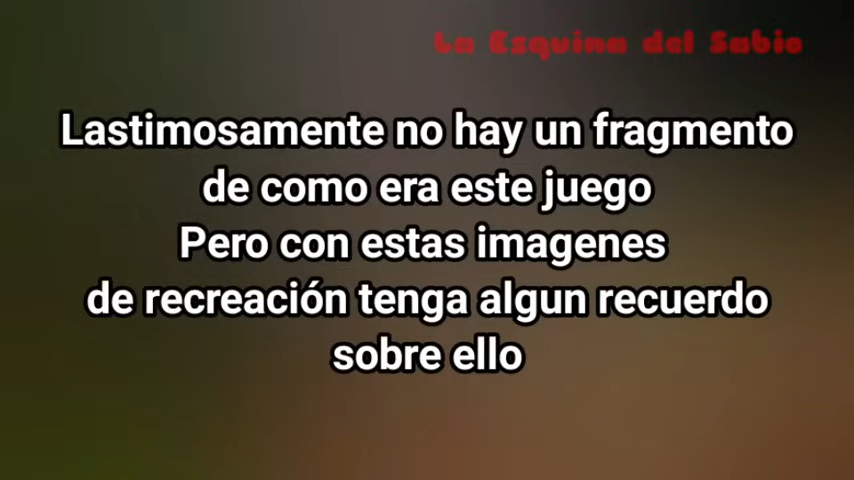 La Esquina del Sabio
Lastimosamente no hay un fragmento
de como era este juego
Pero con estas imagenes
de recreación tenga algun recuerdo
sobre ello